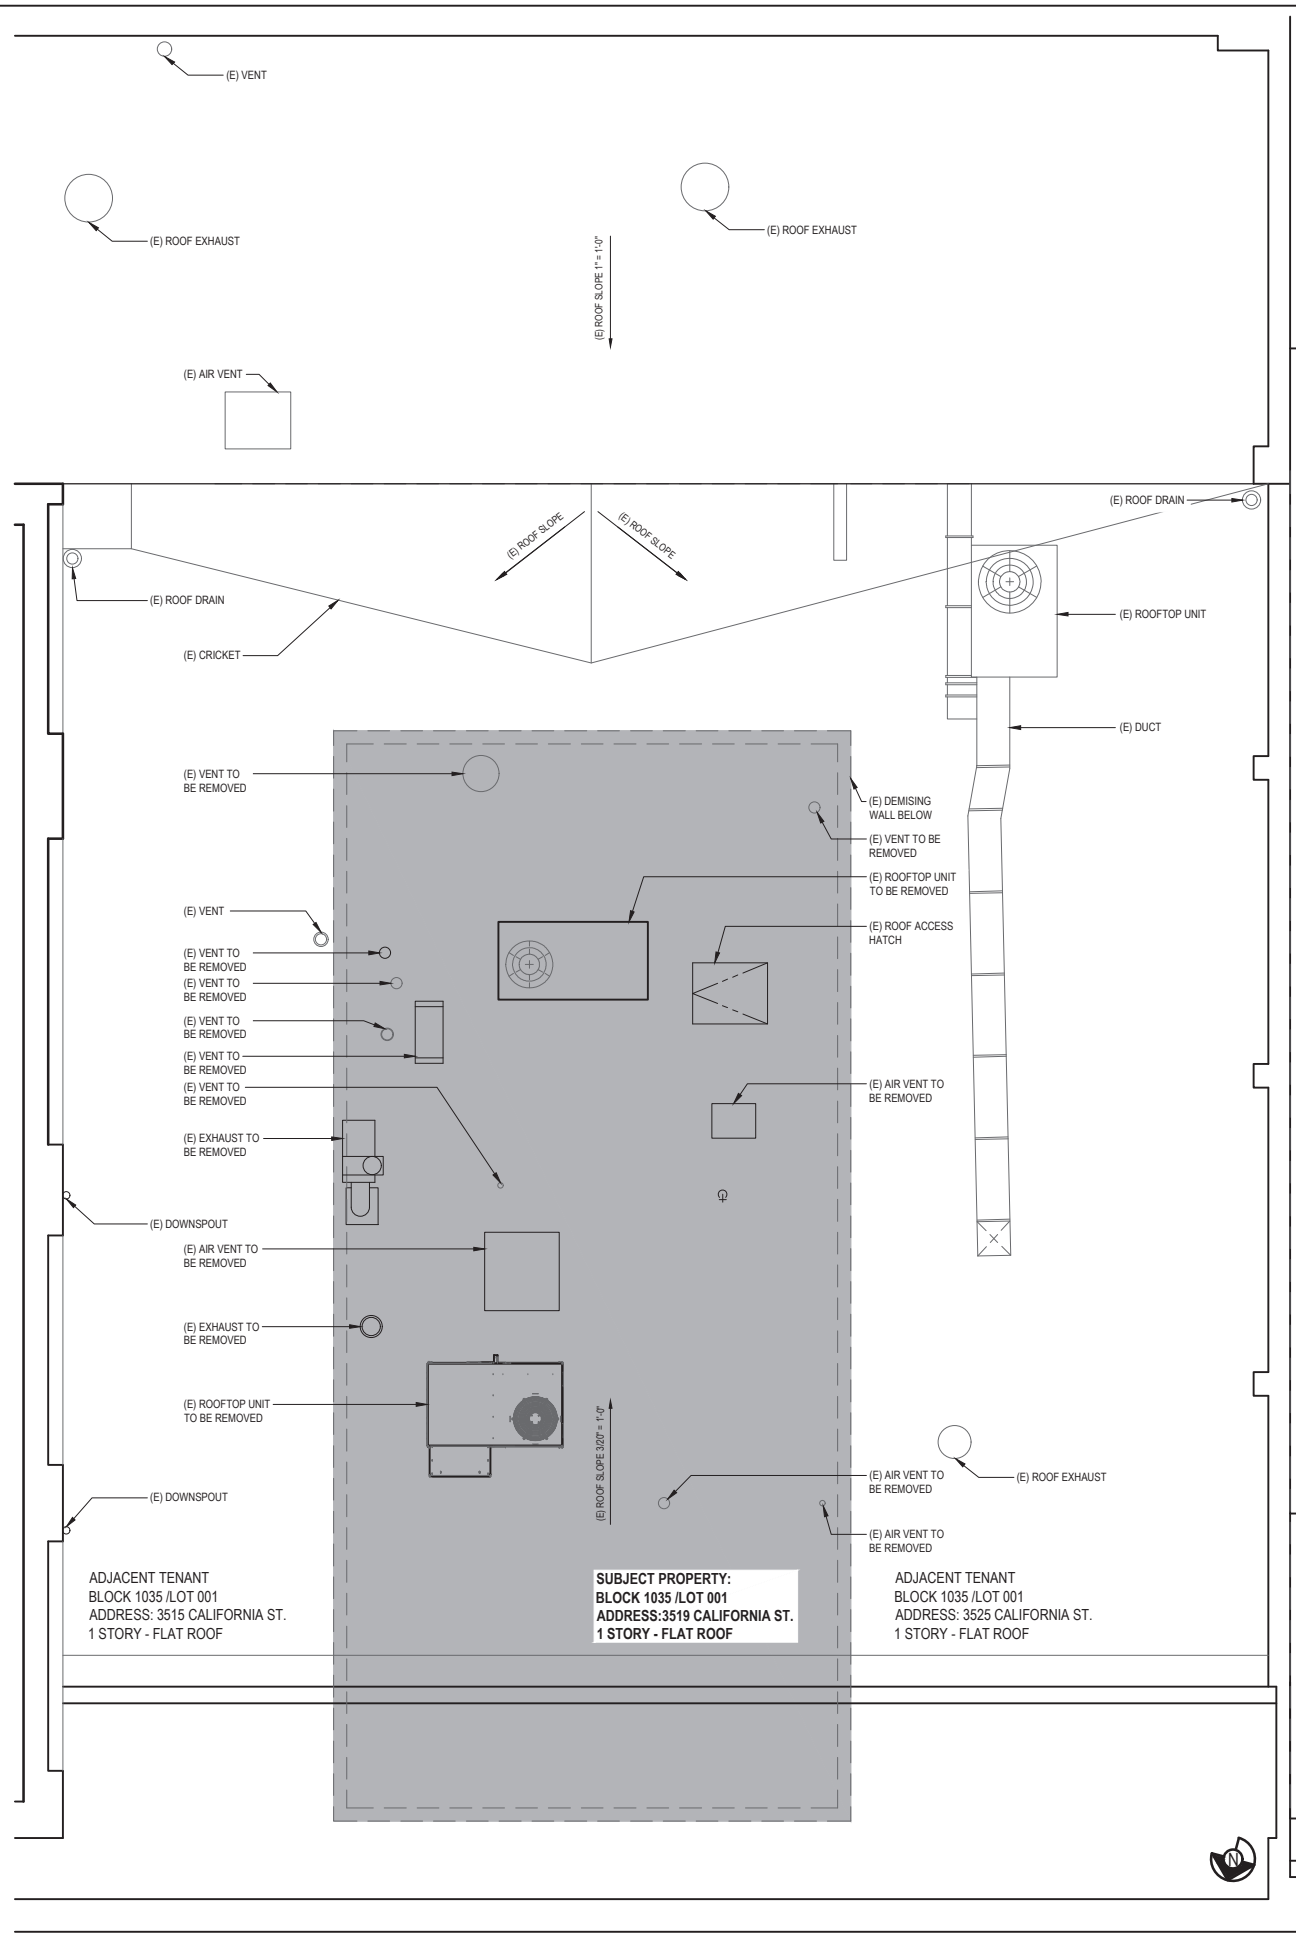 (E) VENT
(E) ROOF EXHAUST
(E) ROOF EXHAUST
(E) ROOF SLOPE 1" = 1'-0"
(E) AIR VENT
(E) ROOF DRAIN
(E) ROOF SLOPE
(E) ROOF SLOPE
(E) ROOF DRAIN
(E) ROOFTOP UNIT
(E) CRICKET
(E) DUCT
(E) VENT TO
BE REMOVED
(E) DEMISING
WALL BELOW
(E) VENT TO BE
REMOVED
(E) ROOFTOP UNIT
TO BE REMOVED
(E) VENT
(E) ROOF ACCESS
HATCH
(E) VENT TO
BE REMOVED
(E) VENT TO
BE REMOVED
(E) VENT TO
BE REMOVED
(E) VENT TO
BE REMOVED
(E) VENT TO
BE REMOVED
(E) AIR VENT TO
BE REMOVED
(E) EXHAUST TO
BE REMOVED
(E) DOWNSPOUT
(E) AIR VENT TO
BE REMOVED
(E) EXHAUST TO
BE REMOVED
(E) ROOFTOP UNIT
TO BE REMOVED
(E) ROOF SLOPE 3/20" = 1'-0"
(E) AIR VENT TO
BE REMOVED
(E) ROOF EXHAUST
(E) DOWNSPOUT
(E) AIR VENT TO
BE REMOVED
ADJACENT TENANT
BLOCK 1035 /LOT 001
ADDRESS: 3515 CALIFORNIA ST.
1 STORY - FLAT ROOF
SUBJECT PROPERTY:
BLOCK 1035 /LOT 001
ADDRESS:3519 CALIFORNIA ST.
1 STORY - FLAT ROOF
ADJACENT TENANT
BLOCK 1035 /LOT 001
ADDRESS: 3525 CALIFORNIA ST.
1 STORY - FLAT ROOF
N